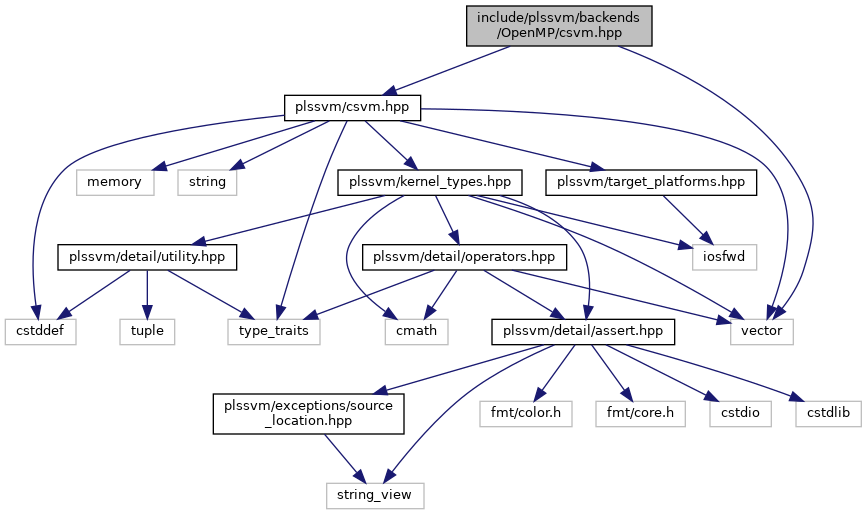 include/plssvm/backends
/OpenMP/csvm.hpp
plssvm/csvm.hpp
memory
string
plssvm/kernel_types.hpp
plssvm/target_platforms.hpp
plssvm/detail/utility.hpp
plssvm/detail/operators.hpp
iosfwd
cstddef
tuple
type_traits
cmath
plssvm/detail/assert.hpp
vector
plssvm/exceptions/source
_location.hpp
fmt/color.h
fmt/core.h
cstdio
cstdlib
string_view